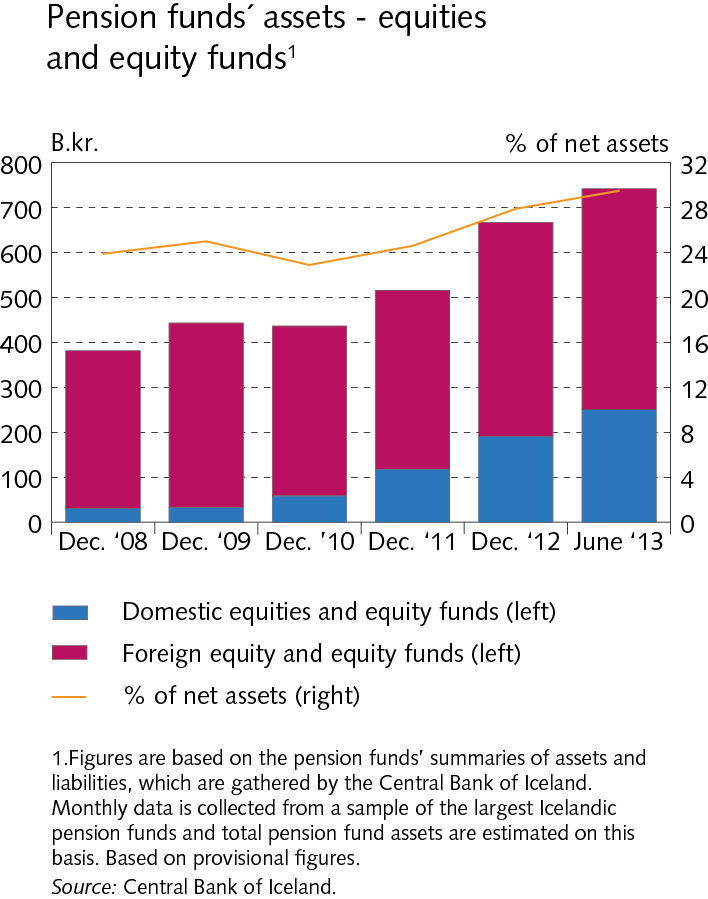 Pension funds´ assets - equities
and equity funds¹
B.kr.
% of net assets
800
32
700
28
600
24
500
20
400
16
300
12
200
8
100
4
0
0
Dec. ‘08
Dec. ‘09
Dec. ’10
Dec. ‘11
Dec. ‘12
June ‘13
Domestic equities and equity funds (left)
Foreign equity and equity funds (left)
% of net assets (right)
1.Figures are based on the pension funds’ summaries of assets and
liabilities, which are gathered by the Central Bank of Iceland.
Monthly data is collected from a sample of the largest Icelandic
pension funds and total pension fund assets are estimated on this
basis. Based on provisional figures.
Source: Central Bank of Iceland.